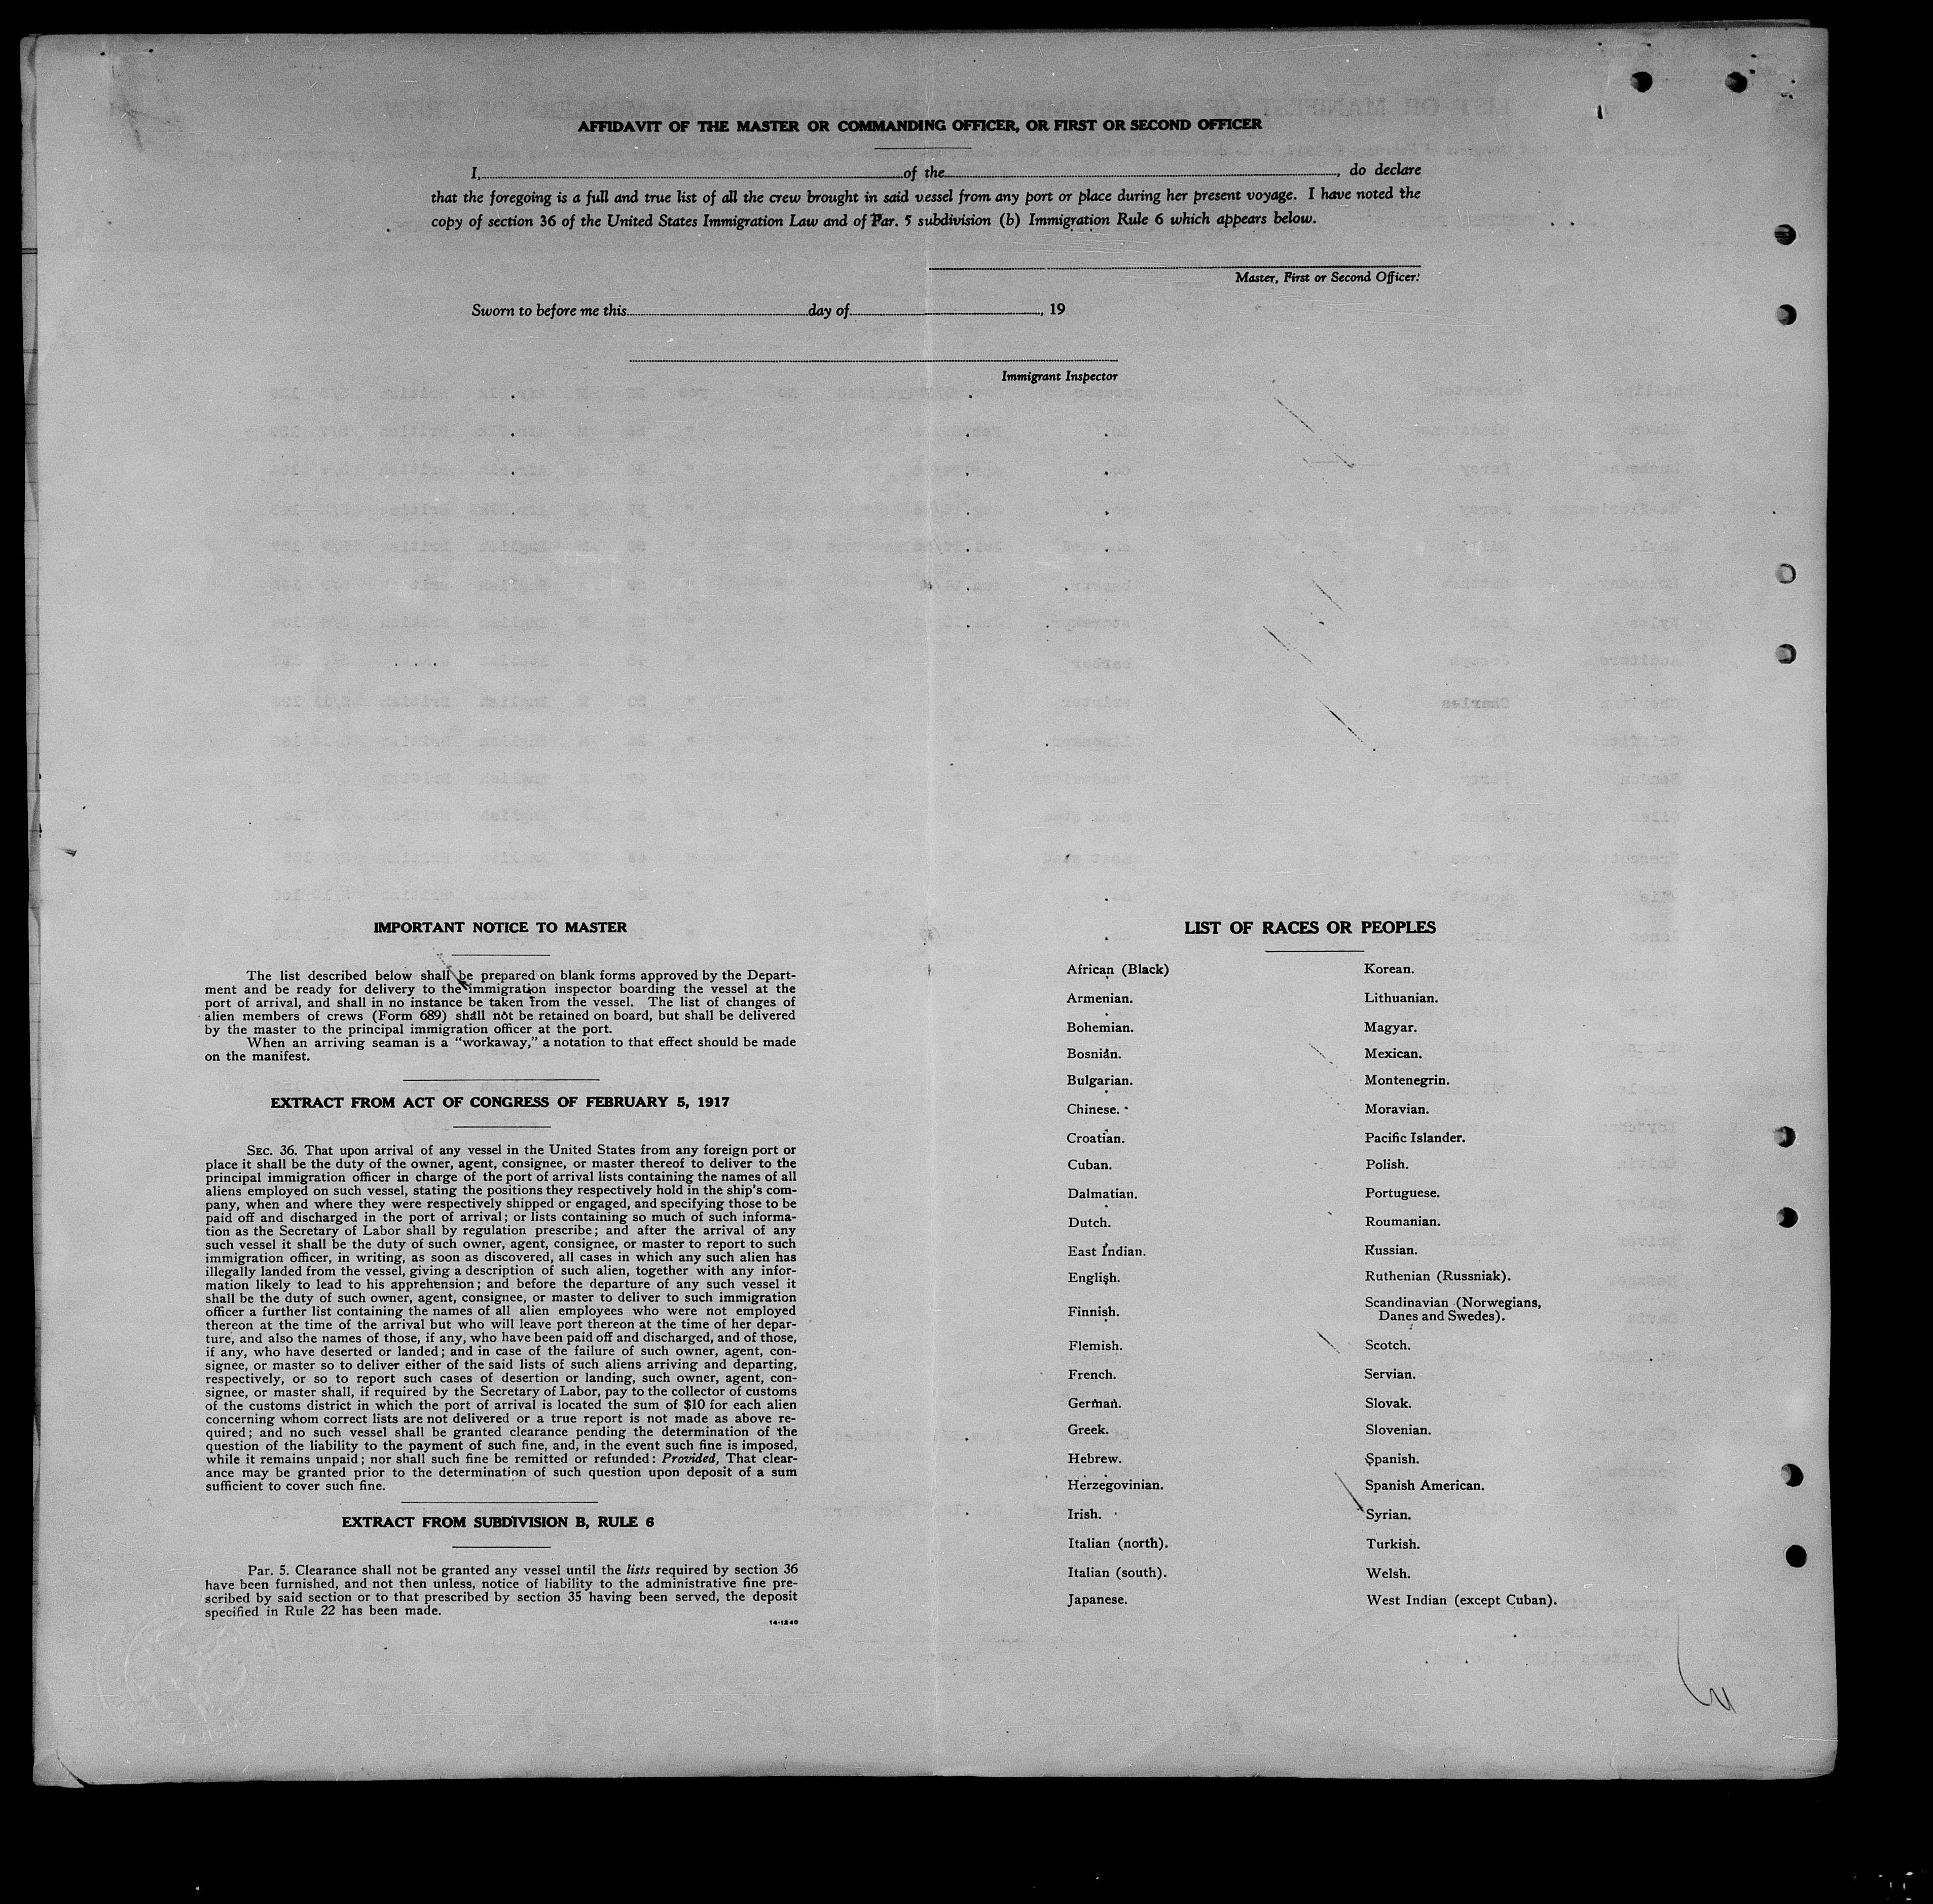 AFFIDAVIT OF THE MASTER OR COMMANDING OFFICER, OR FIRST OR SECOND OFFICER
I, of the , do declare
that the foregoing is a full and true list of all the crew brought in said vessel from any port or place during her present voyage. I have noted the
copy of section 36 of the United States Immigration Law and of Par. 5 subdivision (b) Immigration Rule 6 which appears below.
Master, First or Second Officer.
Sworn to before me this day of , 19
Immigrant Inspector
IMPORTANT NOTICE TO MASTER
The list described below shall be prepared on blank forms approved by the Depart-
ment and be ready for delivery to the immigration inspector boarding the vessel at the
port of arrival, and shall in no instance be taken from the vessel. The list of changes of
alien members of crews (Form 689) shall not be retained on board, but shall be delivered
by the master to the principal immigration officer at the port.
When an arriving seaman is a "workaway," a notation to that effect should be made
on the manifest.
EXTRACT FROM ACT OF CONGRESS OF FEBRUARY 5, 1917
SEC. 36. That upon arrival of any vessel in the United States from any foreign port or
place it shall be the duty of the owner, agent, consignee, or master thereof to deliver to the
principal immigration officer in charge of the port of arrival lists containing the names of all
aliens employed on such vessel, stating the positions they respectively hold in the ship's com-
pany, when and where they were respectively shipped or engaged, and specifying those to be
paid off and discharged in the port of arrival; or lists containing so much of such informa-
tion as the Secretary of Labor shall by regulation prescribe; and after the arrival of any
such vessel it shall be the duty of such owner, agent, consignee, or master to report to such
immigration officer, in writing, as soon as discovered, all cases in which any such alien has
illegally landed from the vessel, giving a description of such alien, together with any infor-
mation likely to lead to his apprehension; and before the departure of any such vessel it
shall be the duty of such owner, agent, consignee, or master to deliver to such immigration
officer a further list containing the names of all alien employees who were not employed
thereon at the time of the arrival but who will leave port thereon at the time of her depar-
ture, and also the names of those, if any, who have been paid off and discharged, and of those,
if any, who have deserted or landed; and in case of the failure of such owner, agent, con-
signee, or master so to deliver either of the said lists of such aliens arriving and departing,
respectively, or so to report such cases of desertion or landing, such owner, agent, con-
signee, or master shall, if required by the Secretary of Labor, pay to the collector of customs
of the customs district in which the port of arrival is located the sum of $10 for each alien
concerning whom correct lists are not delivered or a true report is not made as above re-
quired; and no such vessel shall be granted clearance pending the determination of the
question of the liability to the payment of such fine, and, in the event such fine is imposed,
while it remains unpaid; nor shall such fine be remitted or refunded: Provided, That clear-
ance may be granted prior to the determination of such question upon deposit of a sum
sufficient to cover such fine.
EXTRACT FROM SUBDIVISION B, RULE 6
Par. 5. Clearance shall not be granted any vessel until the lists required by section 36
have been furnished, and not then unless, notice of liability to the administrative fine pre-
scribed by said section or to that prescribed by section 35 having been served, the deposit
specified in Rule 22 has been made.
14-1240
LIST OF RACES OR PEOPLES
African (Black)
Armenian.
Bohemian.
Bosnian.
Bulgarian.
Chinese.
Croatian.
Cuban.
Dalmatian.
Dutch.
East Indian.
English.
Finnish.
Flemish.
French.
German.
Greek.
Hebrew.
Herzegovinian.
Irish.
Italian (north).
Italian (south).
Japanese.
Korean.
Lithuanian.
Magyar.
Mexican.
Montenegrin.
Moravian.
Pacific Islander.
Polish.
Portuguese.
Roumanian.
Russian.
Ruthenian (Russniak).
Scandinavian (Norwegians,
Danes and Swedes).
Scotch.
Servian.
Slovak.
Slovenian.
Spanish.
Spanish American.
Syrian.
Turkish.
Welsh.
West Indian (except Cuban).